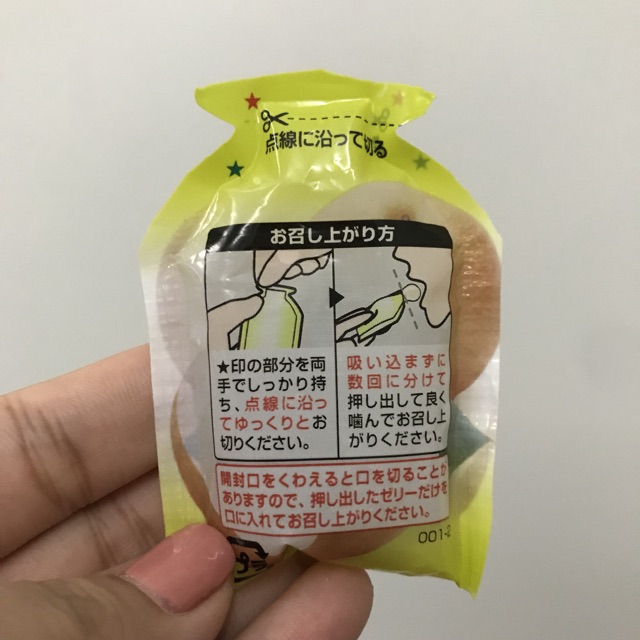 点線に沿って切る
お召し上がり方
★印の部分を両
手でしっかり持
ち、点線に沿っ
てゆっくりとお
切りください。
吸い込まずに
数回に分けて
押し出して良く
噛んでお召し上
がりください。
開封口をくわえると口を切ることが
ありますので、押し出したゼリーだけを
口に入れてお召し上がりください。
001-2
プラ